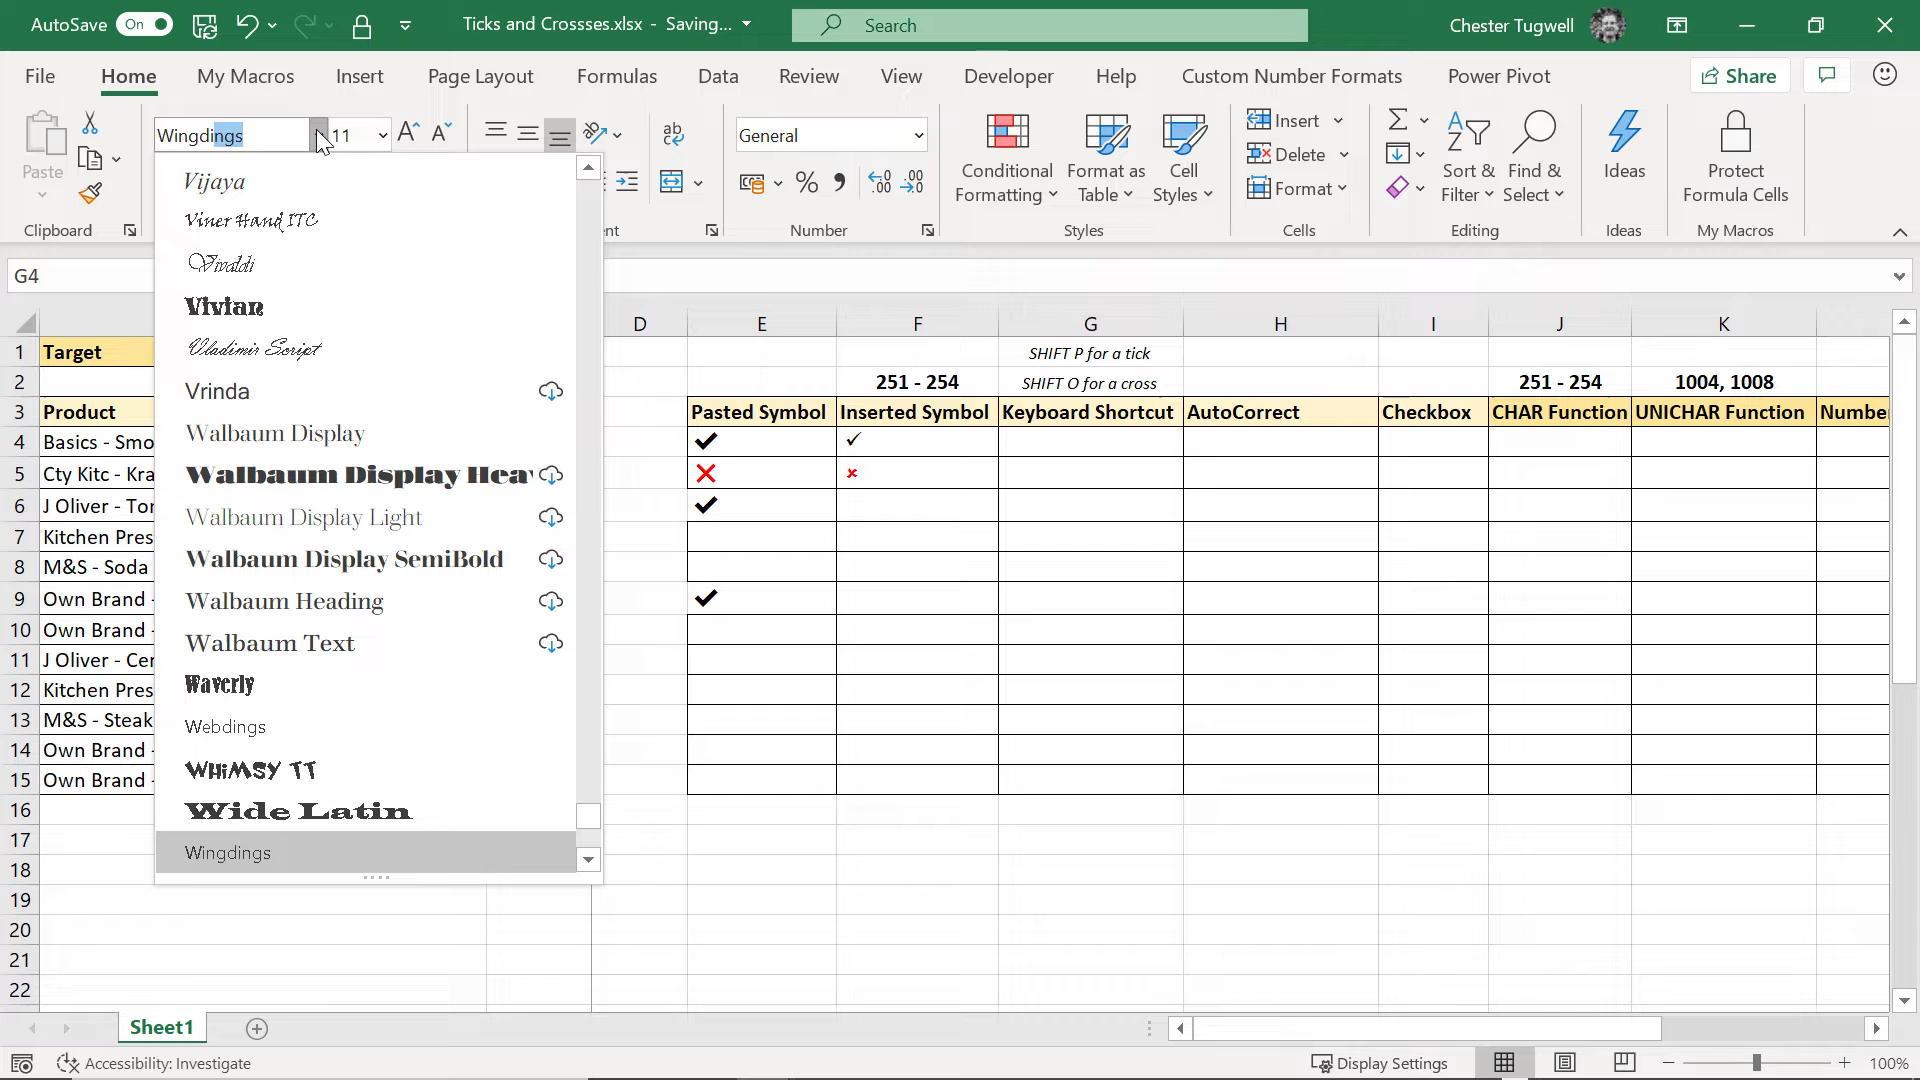 AutoSave On Ticks and Crossses.xlsx - Saving... Search Chester Tugwell
File Home My Macros Insert Page Layout Formulas Data Review View Developer Help Custom Number Formats Power Pivot Share
Wingdings 11 General
Paste
Conditional Formatting
Format as Table
Cell Styles
Insert
Delete
Format
Sort & Filter
Find & Select
Ideas
Protect Formula Cells
Clipboard Number Styles Cells Editing Ideas My Macros
G4
Vijaya
Viner Hand ITC
Vivaldi
Vivian
Vladimir Script
Vrinda
Walbaum Display
Walbaum Display Hea
Walbaum Display Light
Walbaum Display SemiBold
Walbaum Heading
Walbaum Text
Waverly
Webdings
WHiMSY TT
Wide Latin
Wingdings
D E F G H I J K
1 Target SHIFT P for a tick
2 251 - 254 SHIFT O for a cross 251 - 254 1004, 1008
3 Product Pasted Symbol Inserted Symbol Keyboard Shortcut AutoCorrect Checkbox CHAR Function UNICHAR Function Number
4 Basics - Smo ✔ ✓
5 Cty Kitc - Kra ✕ ×
6 J Oliver - Tor ✔
7 Kitchen Pres
8 M&S - Soda
9 Own Brand - ✔
10 Own Brand -
11 J Oliver - Cer
12 Kitchen Pres
13 M&S - Steak
14 Own Brand -
15 Own Brand -
16
17
18
19
20
21
22
Sheet1
Accessibility: Investigate Display Settings 100%